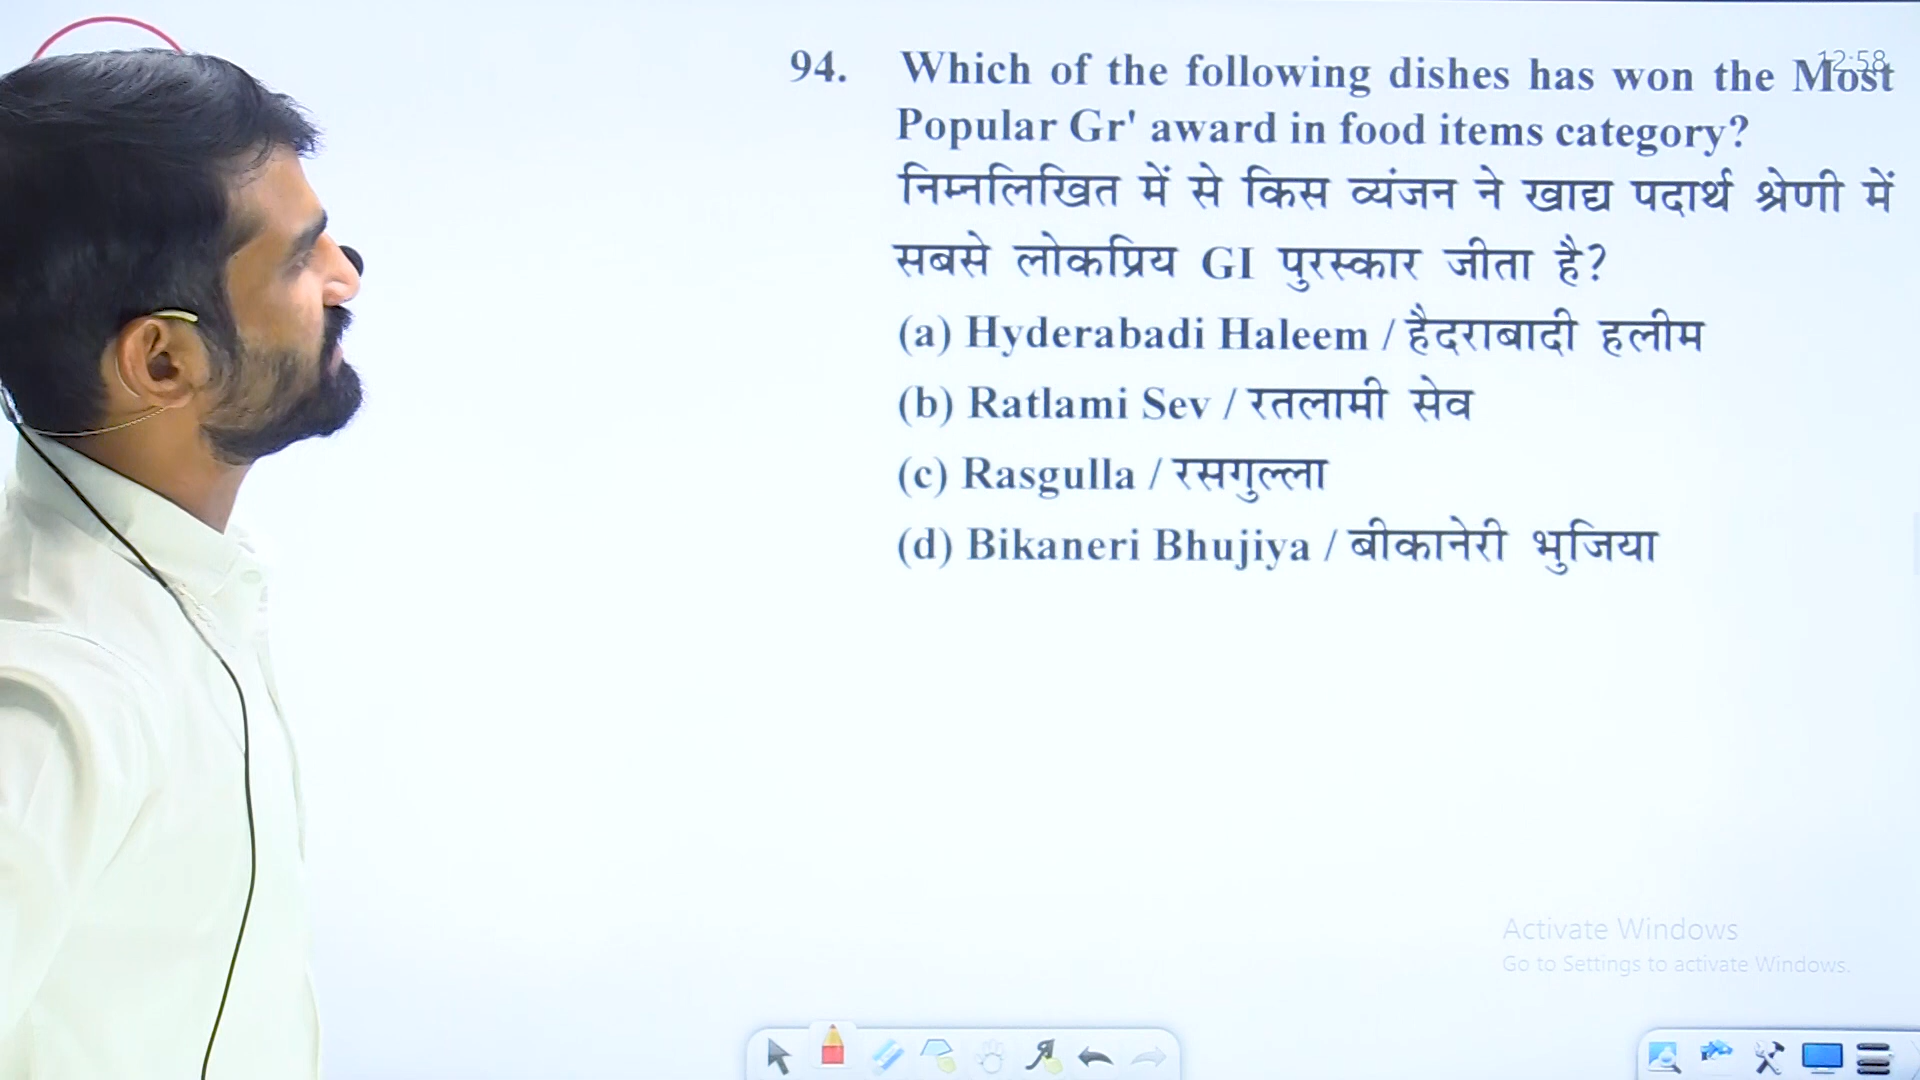 12:58
94. Which of the following dishes has won the Most
Popular Gr' award in food items category?
निम्नलिखित में से किस व्यंजन ने खाद्य पदार्थ श्रेणी में
सबसे लोकप्रिय GI पुरस्कार जीता है?
(a) Hyderabadi Haleem / हैदराबादी हलीम
(b) Ratlami Sev / रतलामी सेव
(c) Rasgulla / रसगुल्ला
(d) Bikaneri Bhujiya / बीकानेरी भुजिया
Activate Windows
Go to Settings to activate Windows.